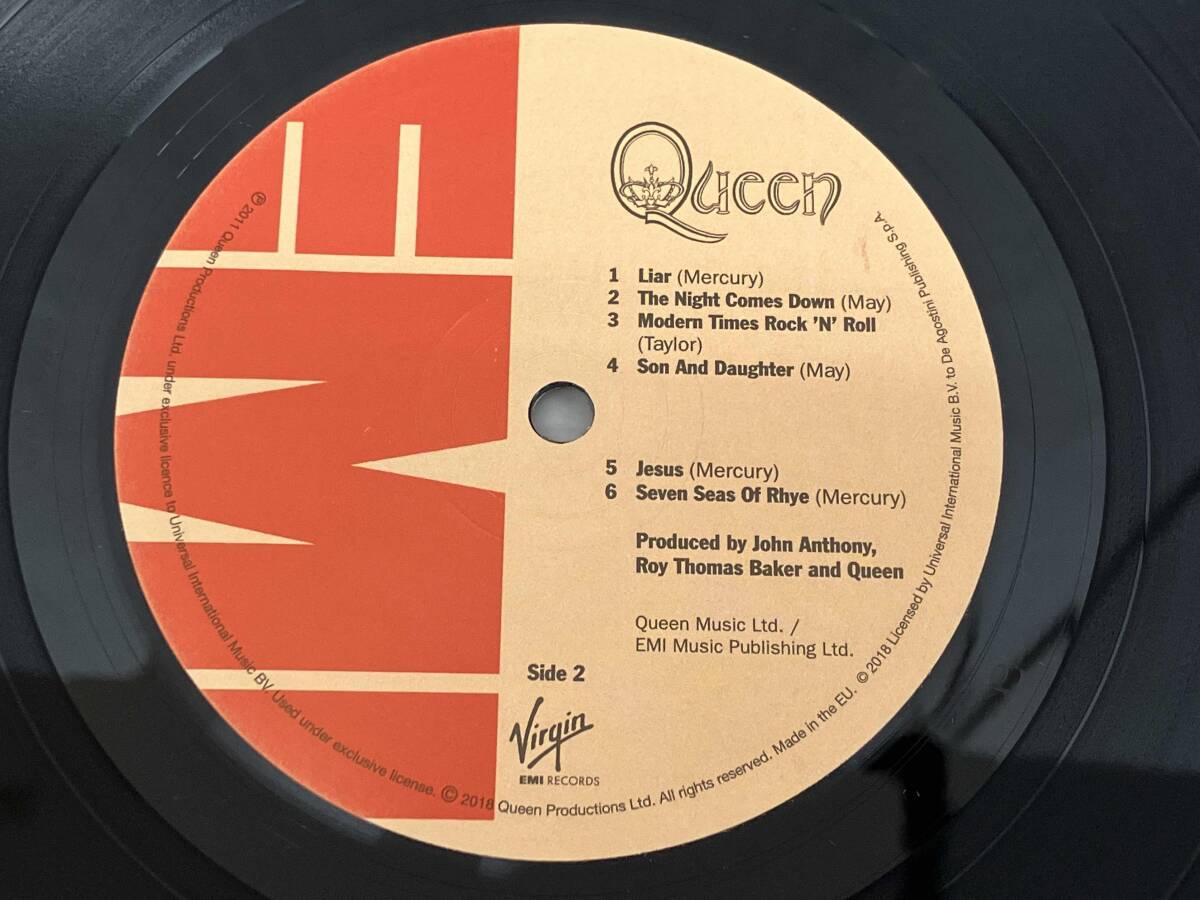 Queen
1 Liar (Mercury)
2 The Night Comes Down (May)
3 Modern Times Rock 'N' Roll
(Taylor)
4 Son And Daughter (May)
5 Jesus (Mercury)
6 Seven Seas Of Rhye (Mercury)
Produced by John Anthony,
Roy Thomas Baker and Queen
Queen Music Ltd. /
EMI Music Publishing Ltd.
Side 2
Virgin
EMI RECORDS
EMI
℗ 2011 Queen Productions Ltd. under exclusive licence to Universal International Music BV. Used under exclusive license. © 2018 Queen Productions Ltd. All rights reserved. Made in the EU. © 2018 Licensed by Universal International Music B.V. to De Agostini Publishing S.p.A.